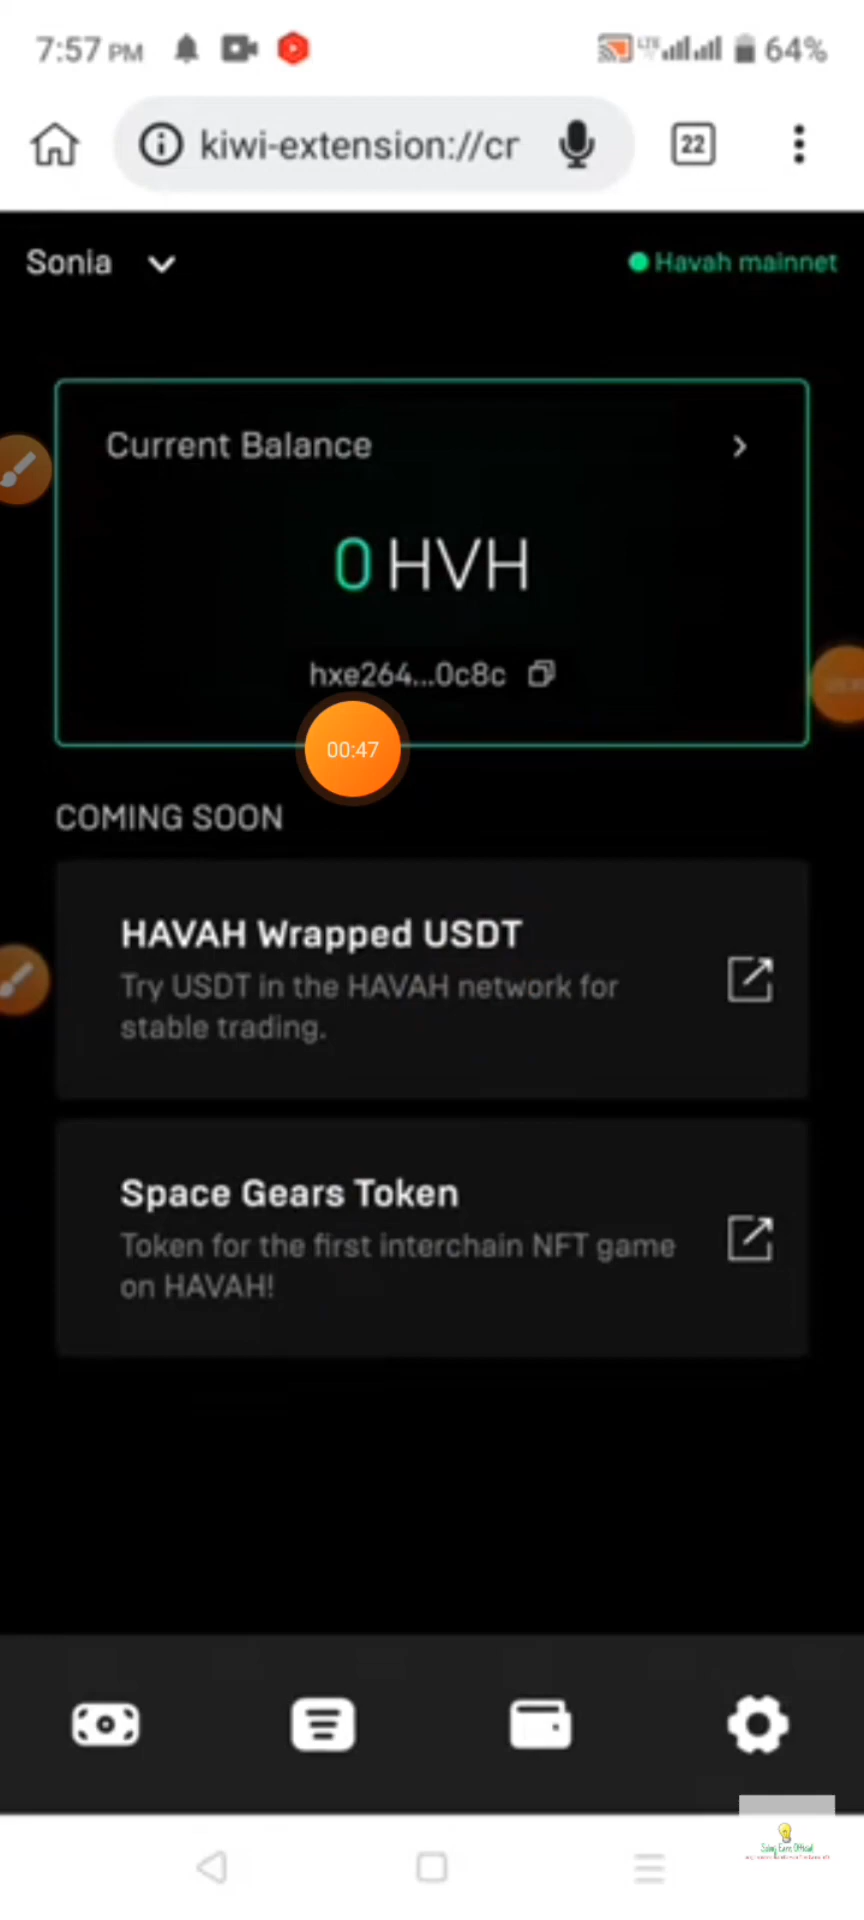 7:57 PM
LTE
64%
kiwi-extension://cr
22
Sonia
Havah mainnet
Current Balance
0 HVH
hxe264...0c8c
00:47
COMING SOON
HAVAH Wrapped USDT
Try USDT in the HAVAH network for
stable trading.
Space Gears Token
Token for the first interchain NFT game
on HAVAH!